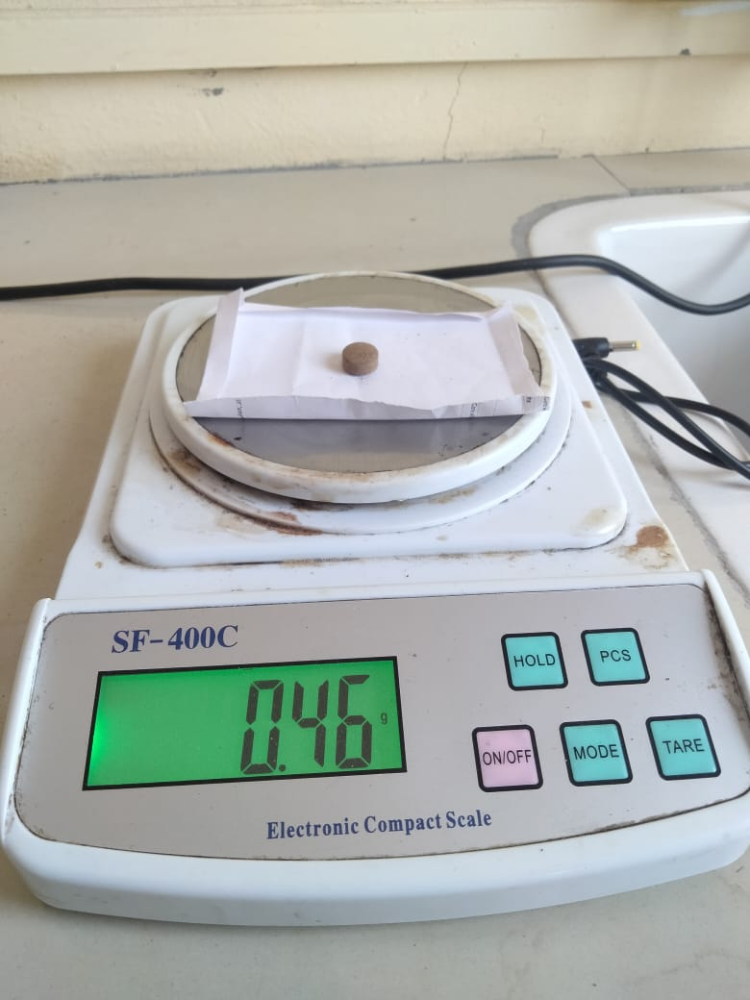 SF-400C
0.46 g
HOLD
PCS
ON/OFF
MODE
TARE
Electronic Compact Scale